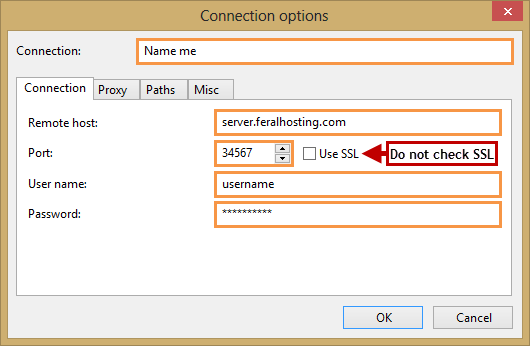 Connection options
Connection: Name me
Connection Proxy Paths Misc
Remote host: server.feralhosting.com
Port: 34567 Use SSL Do not check SSL
User name: username
Password: **********
OK Cancel